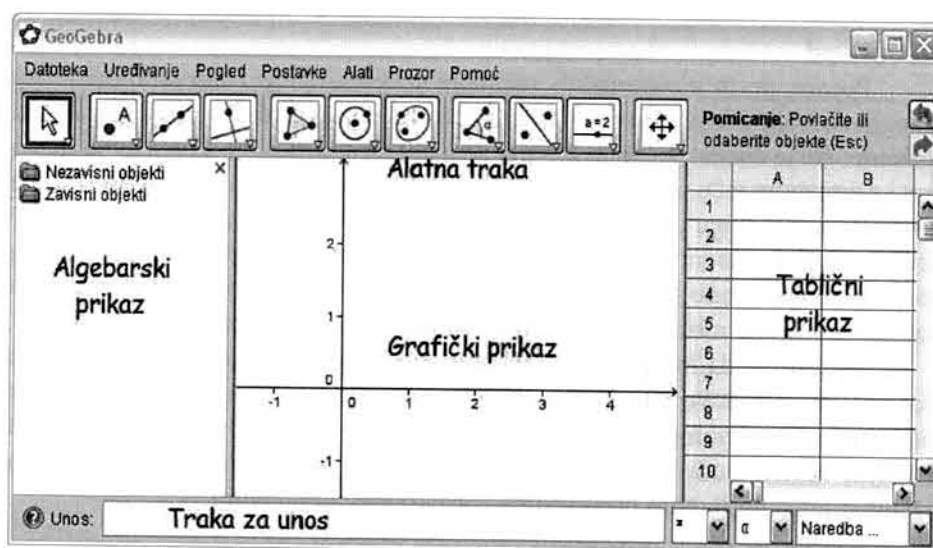 GeoGebra
Datoteka Uređivanje Pogled Postavke Alati Prozor Pomoć
A
α
a=2
Pomicanje: Povlačite ili
odaberite objekte (Esc)
Nezavisni objekti
Zavisni objekti
Algebarski
prikaz
Alatna traka
2
1
Grafički prikaz
0
-1 0 1 2 3 4
-1
A B
1
2
3
4
5
6
7
8
9
10
Tablični
prikaz
Unos: Traka za unos
α Naredba ...